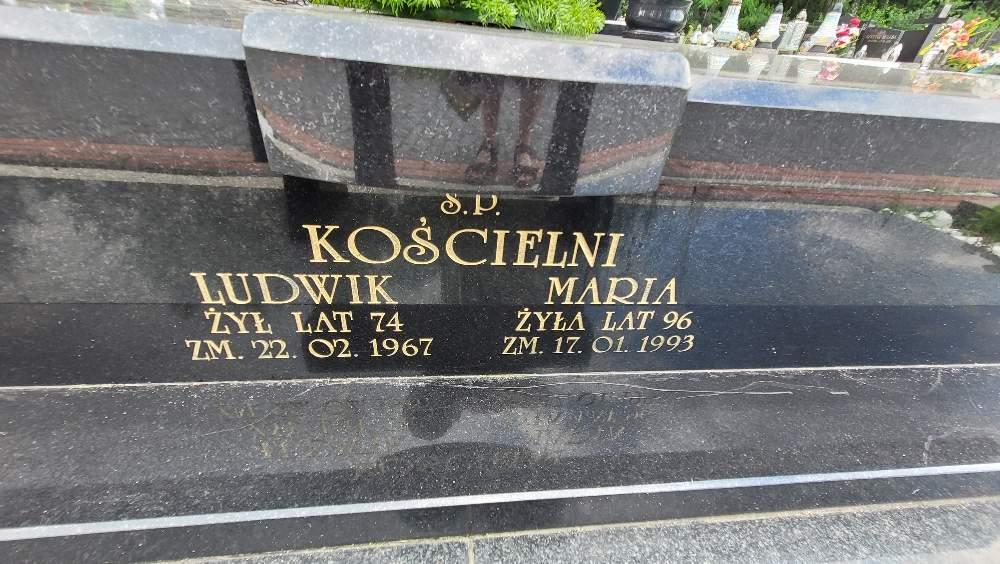 Ś.P.
KOŚCIELNI
LUDWIK MARIA
ŻYŁ LAT 74 ŻYŁA LAT 96
ZM. 22. 02. 1967 ZM. 17. 01. 1993